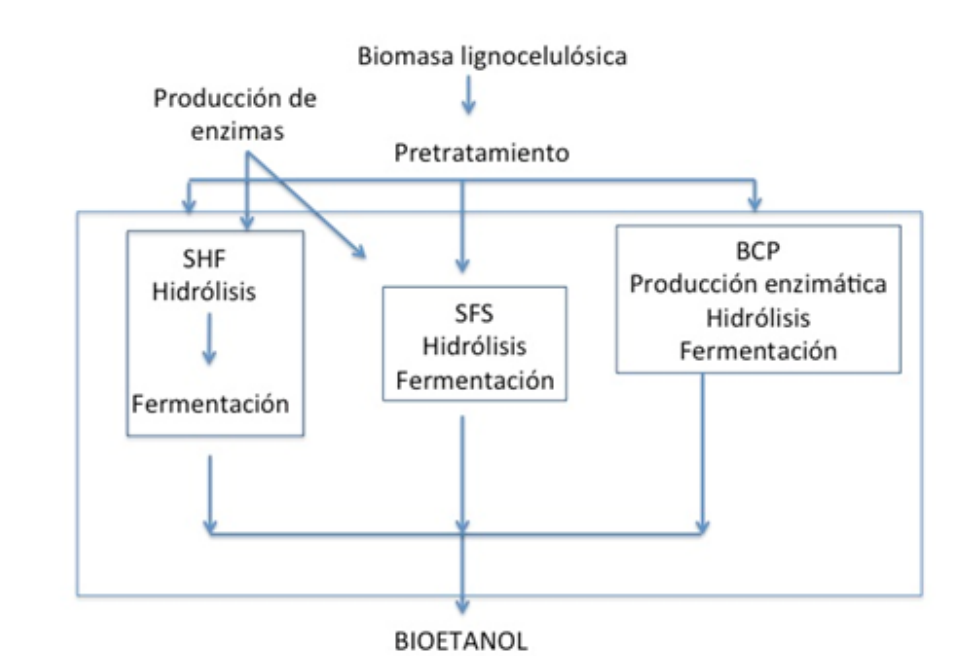 Biomasa lignocelulósica
Producción de
enzimas
Pretratamiento
SHF
Hidrólisis
Fermentación
SFS
Hidrólisis
Fermentación
BCP
Producción enzimática
Hidrólisis
Fermentación
BIOETANOL